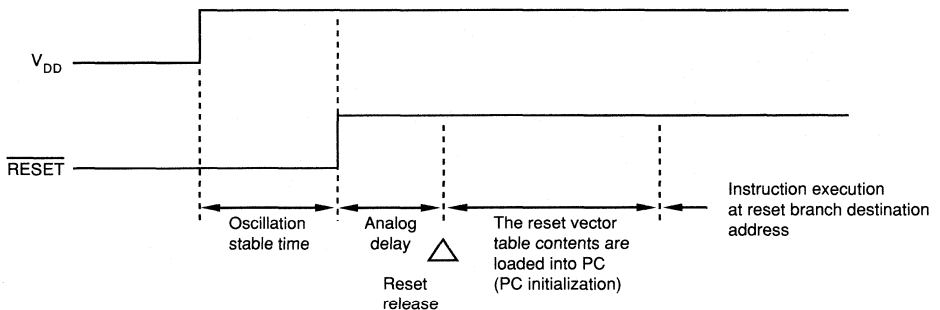 VDD
RESET
Oscillation
stable time
Analog
delay
Reset
release
The reset vector
table contents are
loaded into PC
(PC initialization)
Instruction execution
at reset branch destination
address